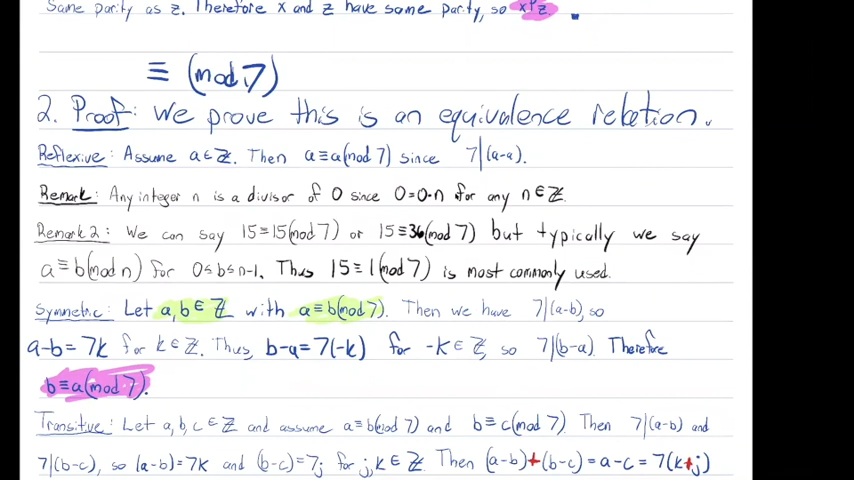 Same parity as z. Therefore x and z have same parity, so xPz.
≡ (mod 7)
2. Proof: We prove this is an equivalence relation.
Reflexive: Assume a∈ℤ. Then a≡a(mod 7) since 7|(a-a).
Remark: Any integer n is a divisor of 0 since 0=0·n for any n∈ℤ.
Remark 2: We can say 15≡15(mod 7) or 15≡36(mod 7) but typically we say
a≡b(mod n) for 0≤b≤n-1. Thus 15≡1(mod 7) is most commonly used.
Symmetric: Let a,b∈ℤ with a≡b(mod 7). Then we have 7|(a-b), so
a-b=7k for k∈ℤ. Thus, b-a=7(-k) for -k∈ℤ, so 7|(b-a). Therefore
b≡a(mod 7).
Transitive: Let a,b,c∈ℤ and assume a≡b(mod 7) and b≡c(mod 7). Then 7|(a-b) and
7|(b-c), so (a-b)=7k and (b-c)=7j for j,k∈ℤ. Then (a-b)+(b-c)=a-c=7(k+j)